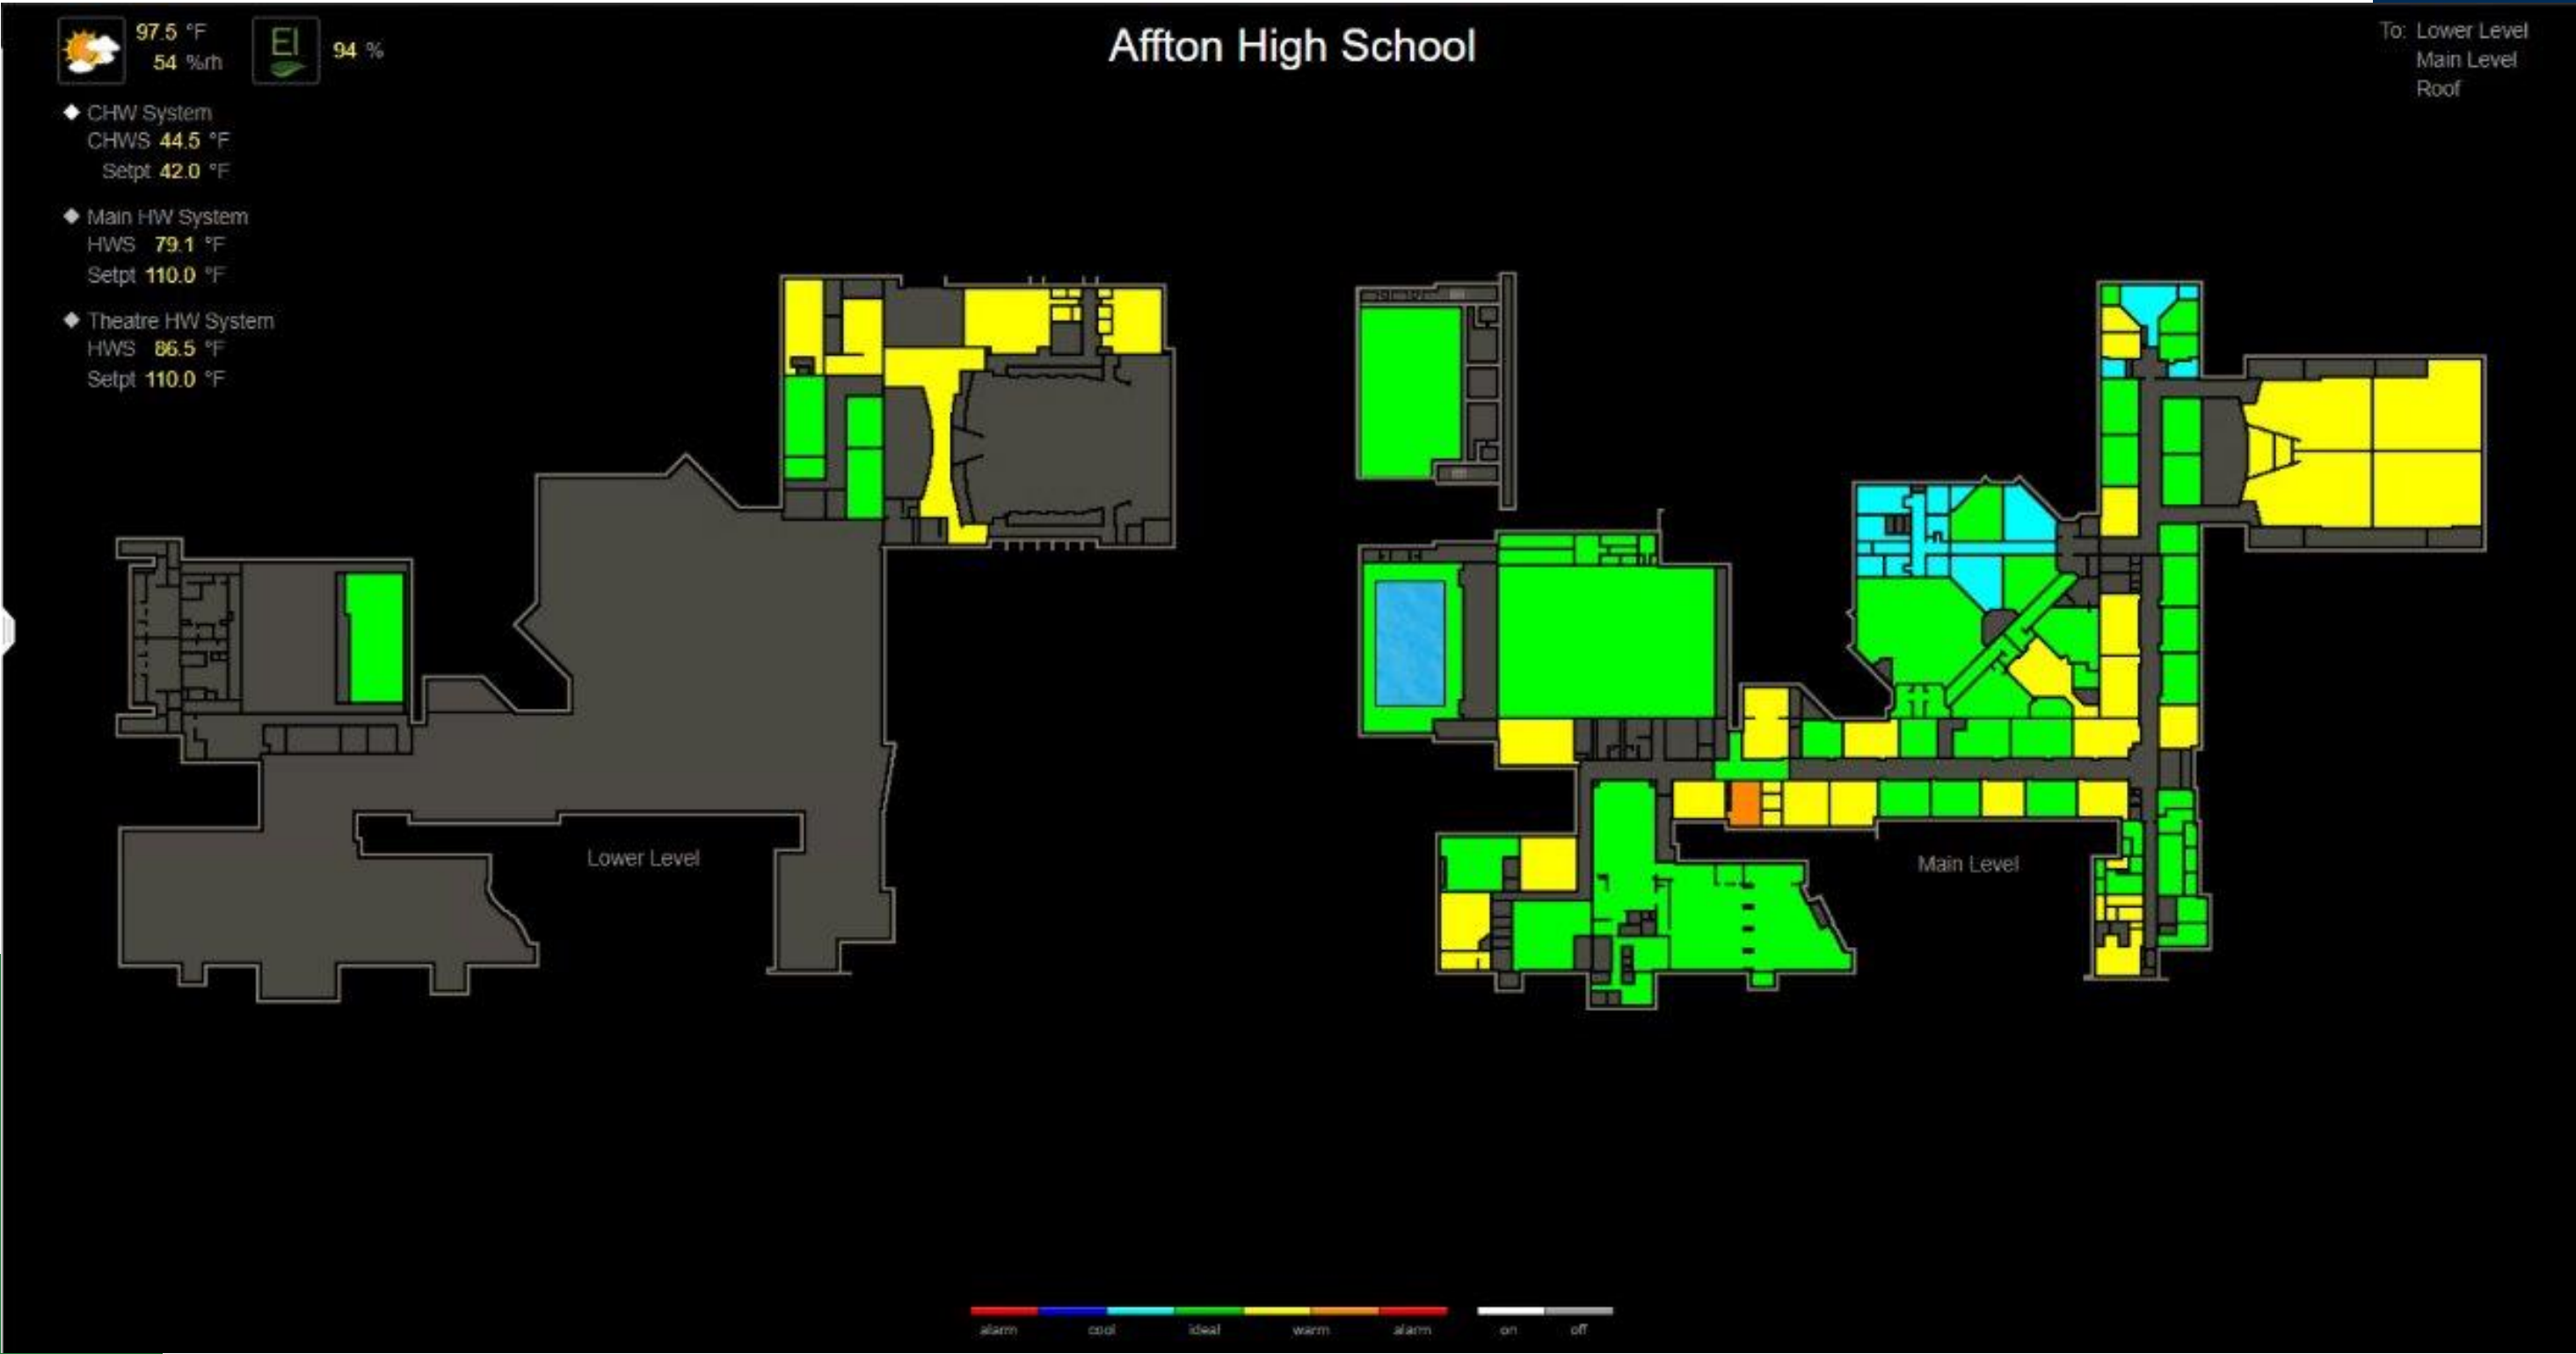 Affton High School
97.5 °F
54 %rh
EI
94 %
To: Lower Level
Main Level
Roof
CHW System
CHWS 44.5 °F
Setpt 42.0 °F
Main HW System
HWS 79.1 °F
Setpt 110.0 °F
Theatre HW System
HWS 86.5 °F
Setpt 110.0 °F
Lower Level
Main Level
alarm cool ideal warm alarm on off